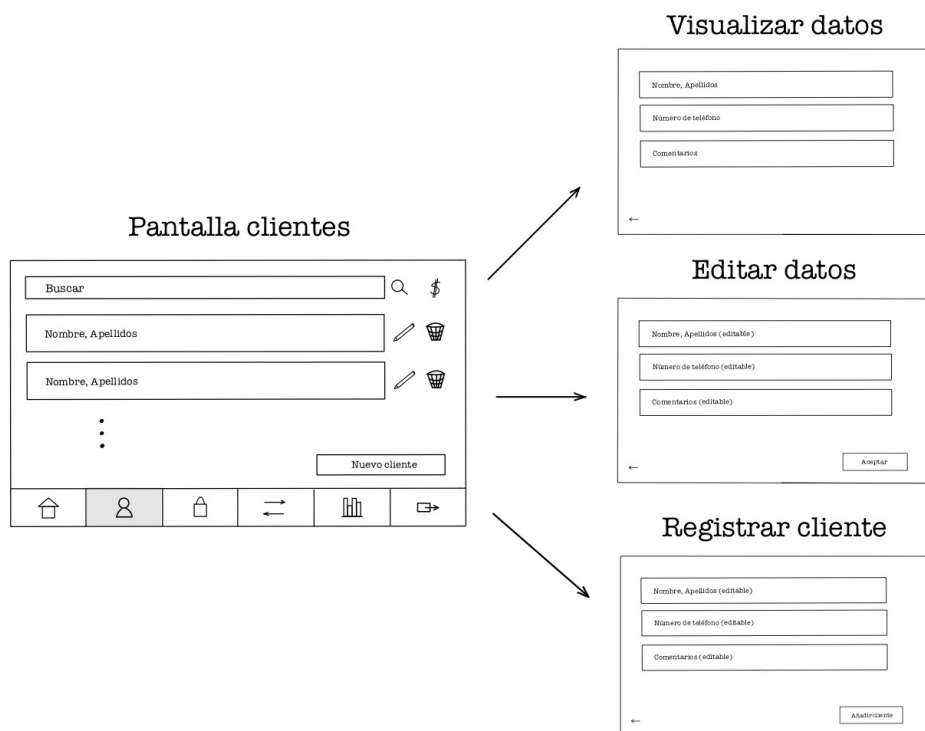 Visualizar datos
Nombre, Apellidos
Número de teléfono
Comentarios
←
Pantalla clientes
Buscar
$
Nombre, Apellidos
Nombre, Apellidos
Nuevo cliente
Editar datos
Nombre, Apellidos (editable)
Número de teléfono (editable)
Comentarios (editable)
Aceptar
←
Registrar cliente
Nombre, Apellidos (editable)
Número de teléfono (editable)
Comentarios (editable)
Añadir cliente
←